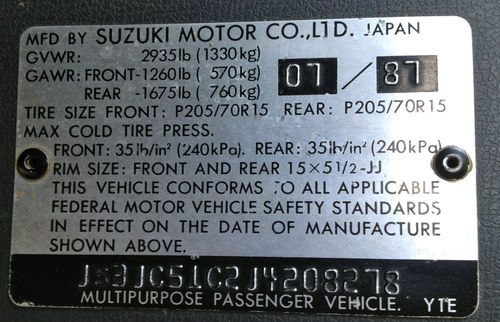 MFD BY SUZUKI MOTOR CO.,LTD. JAPAN
GVWR: 2935lb (1330kg)
GAWR: FRONT-1260lb ( 570kg) 07 / 87
REAR -1675lb ( 760kg)
TIRE SIZE FRONT: P205/70R15 REAR: P205/70R15
MAX COLD TIRE PRESS.
FRONT: 35lb/in² (240kPa). REAR: 35lb/in² (240kPa)
RIM SIZE: FRONT AND REAR 15×5 1/2-JJ
THIS VEHICLE CONFORMS TO ALL APPLICABLE
FEDERAL MOTOR VEHICLE SAFETY STANDARDS
IN EFFECT ON THE DATE OF MANUFACTURE
SHOWN ABOVE.
JS3JC51C2J4208278
MULTIPURPOSE PASSENGER VEHICLE. YTE